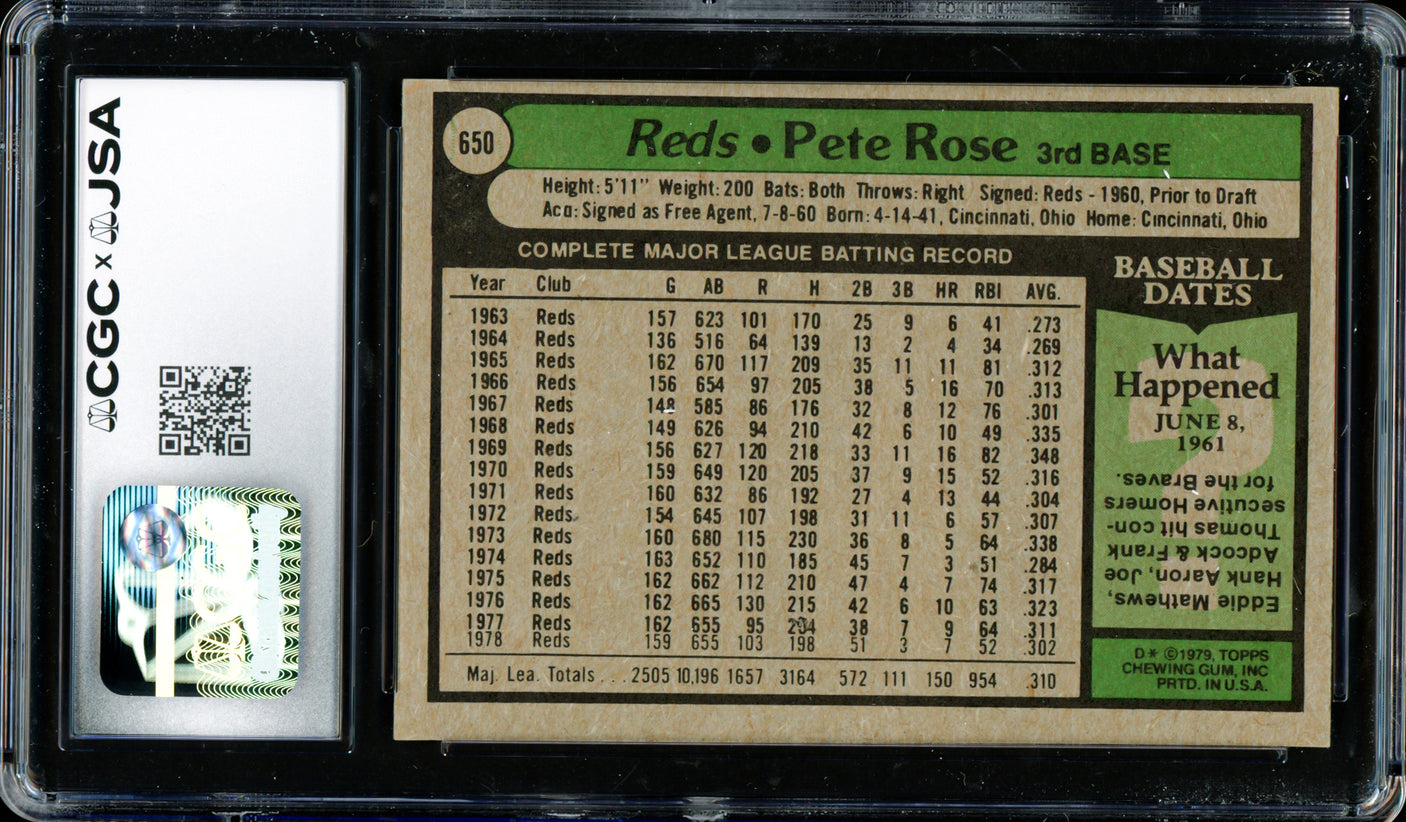 CGC x JSA
650
Reds • Pete Rose 3rd BASE
Height: 5'11" Weight: 200 Bats: Both Throws: Right Signed: Reds - 1960, Prior to Draft
Acq: Signed as Free Agent, 7-8-60 Born: 4-14-41, Cincinnati, Ohio Home: Cincinnati, Ohio
COMPLETE MAJOR LEAGUE BATTING RECORD
Year Club G AB R H 2B 3B HR RBI AVG.
1963 Reds 157 623 101 170 25 9 6 41 .273
1964 Reds 136 516 64 139 13 2 4 34 .269
1965 Reds 162 670 117 209 35 11 11 81 .312
1966 Reds 156 654 97 205 38 5 16 70 .313
1967 Reds 148 585 86 176 32 8 12 76 .301
1968 Reds 149 626 94 210 42 6 10 49 .335
1969 Reds 156 627 120 218 33 11 16 82 .348
1970 Reds 159 649 120 205 37 9 15 52 .316
1971 Reds 160 632 86 192 27 4 13 44 .304
1972 Reds 154 645 107 198 31 11 6 57 .307
1973 Reds 160 680 115 230 36 8 5 64 .338
1974 Reds 163 652 110 185 45 7 3 51 .284
1975 Reds 162 662 112 210 47 4 7 74 .317
1976 Reds 162 665 130 215 42 6 10 63 .323
1977 Reds 162 655 95 204 38 7 9 64 .311
1978 Reds 159 655 103 198 51 3 7 52 .302
Maj. Lea. Totals . . . 2505 10,196 1657 3164 572 111 150 954 .310
BASEBALL
DATES
What
Happened
JUNE 8,
1961
Eddie Mathews,
Hank Aaron, Joe
Adcock & Frank
Thomas hit con-
secutive Homers
for the Braves.
D* ©1979, TOPPS
CHEWING GUM, INC
PRTD. IN U.S.A.